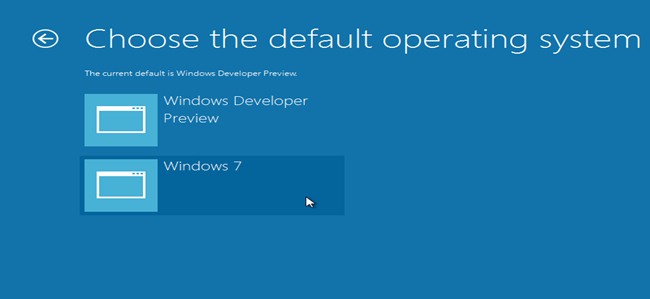 Choose the default operating system
The current default is Windows Developer Preview.
Windows Developer
Preview
Windows 7